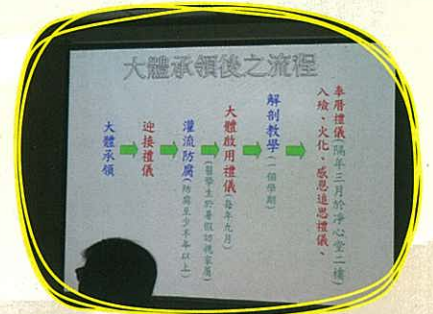 大體承領後之流程
大體承領
迎接禮儀
灌流防腐(防腐至少半年以上)
大體啟用禮儀(每年九月)
(醫學生於暑假訪視家屬)
解剖教學(一個學期)
奉厝禮儀(隔年三月於淨心堂二樓)
入殮、火化、感恩追思禮儀、